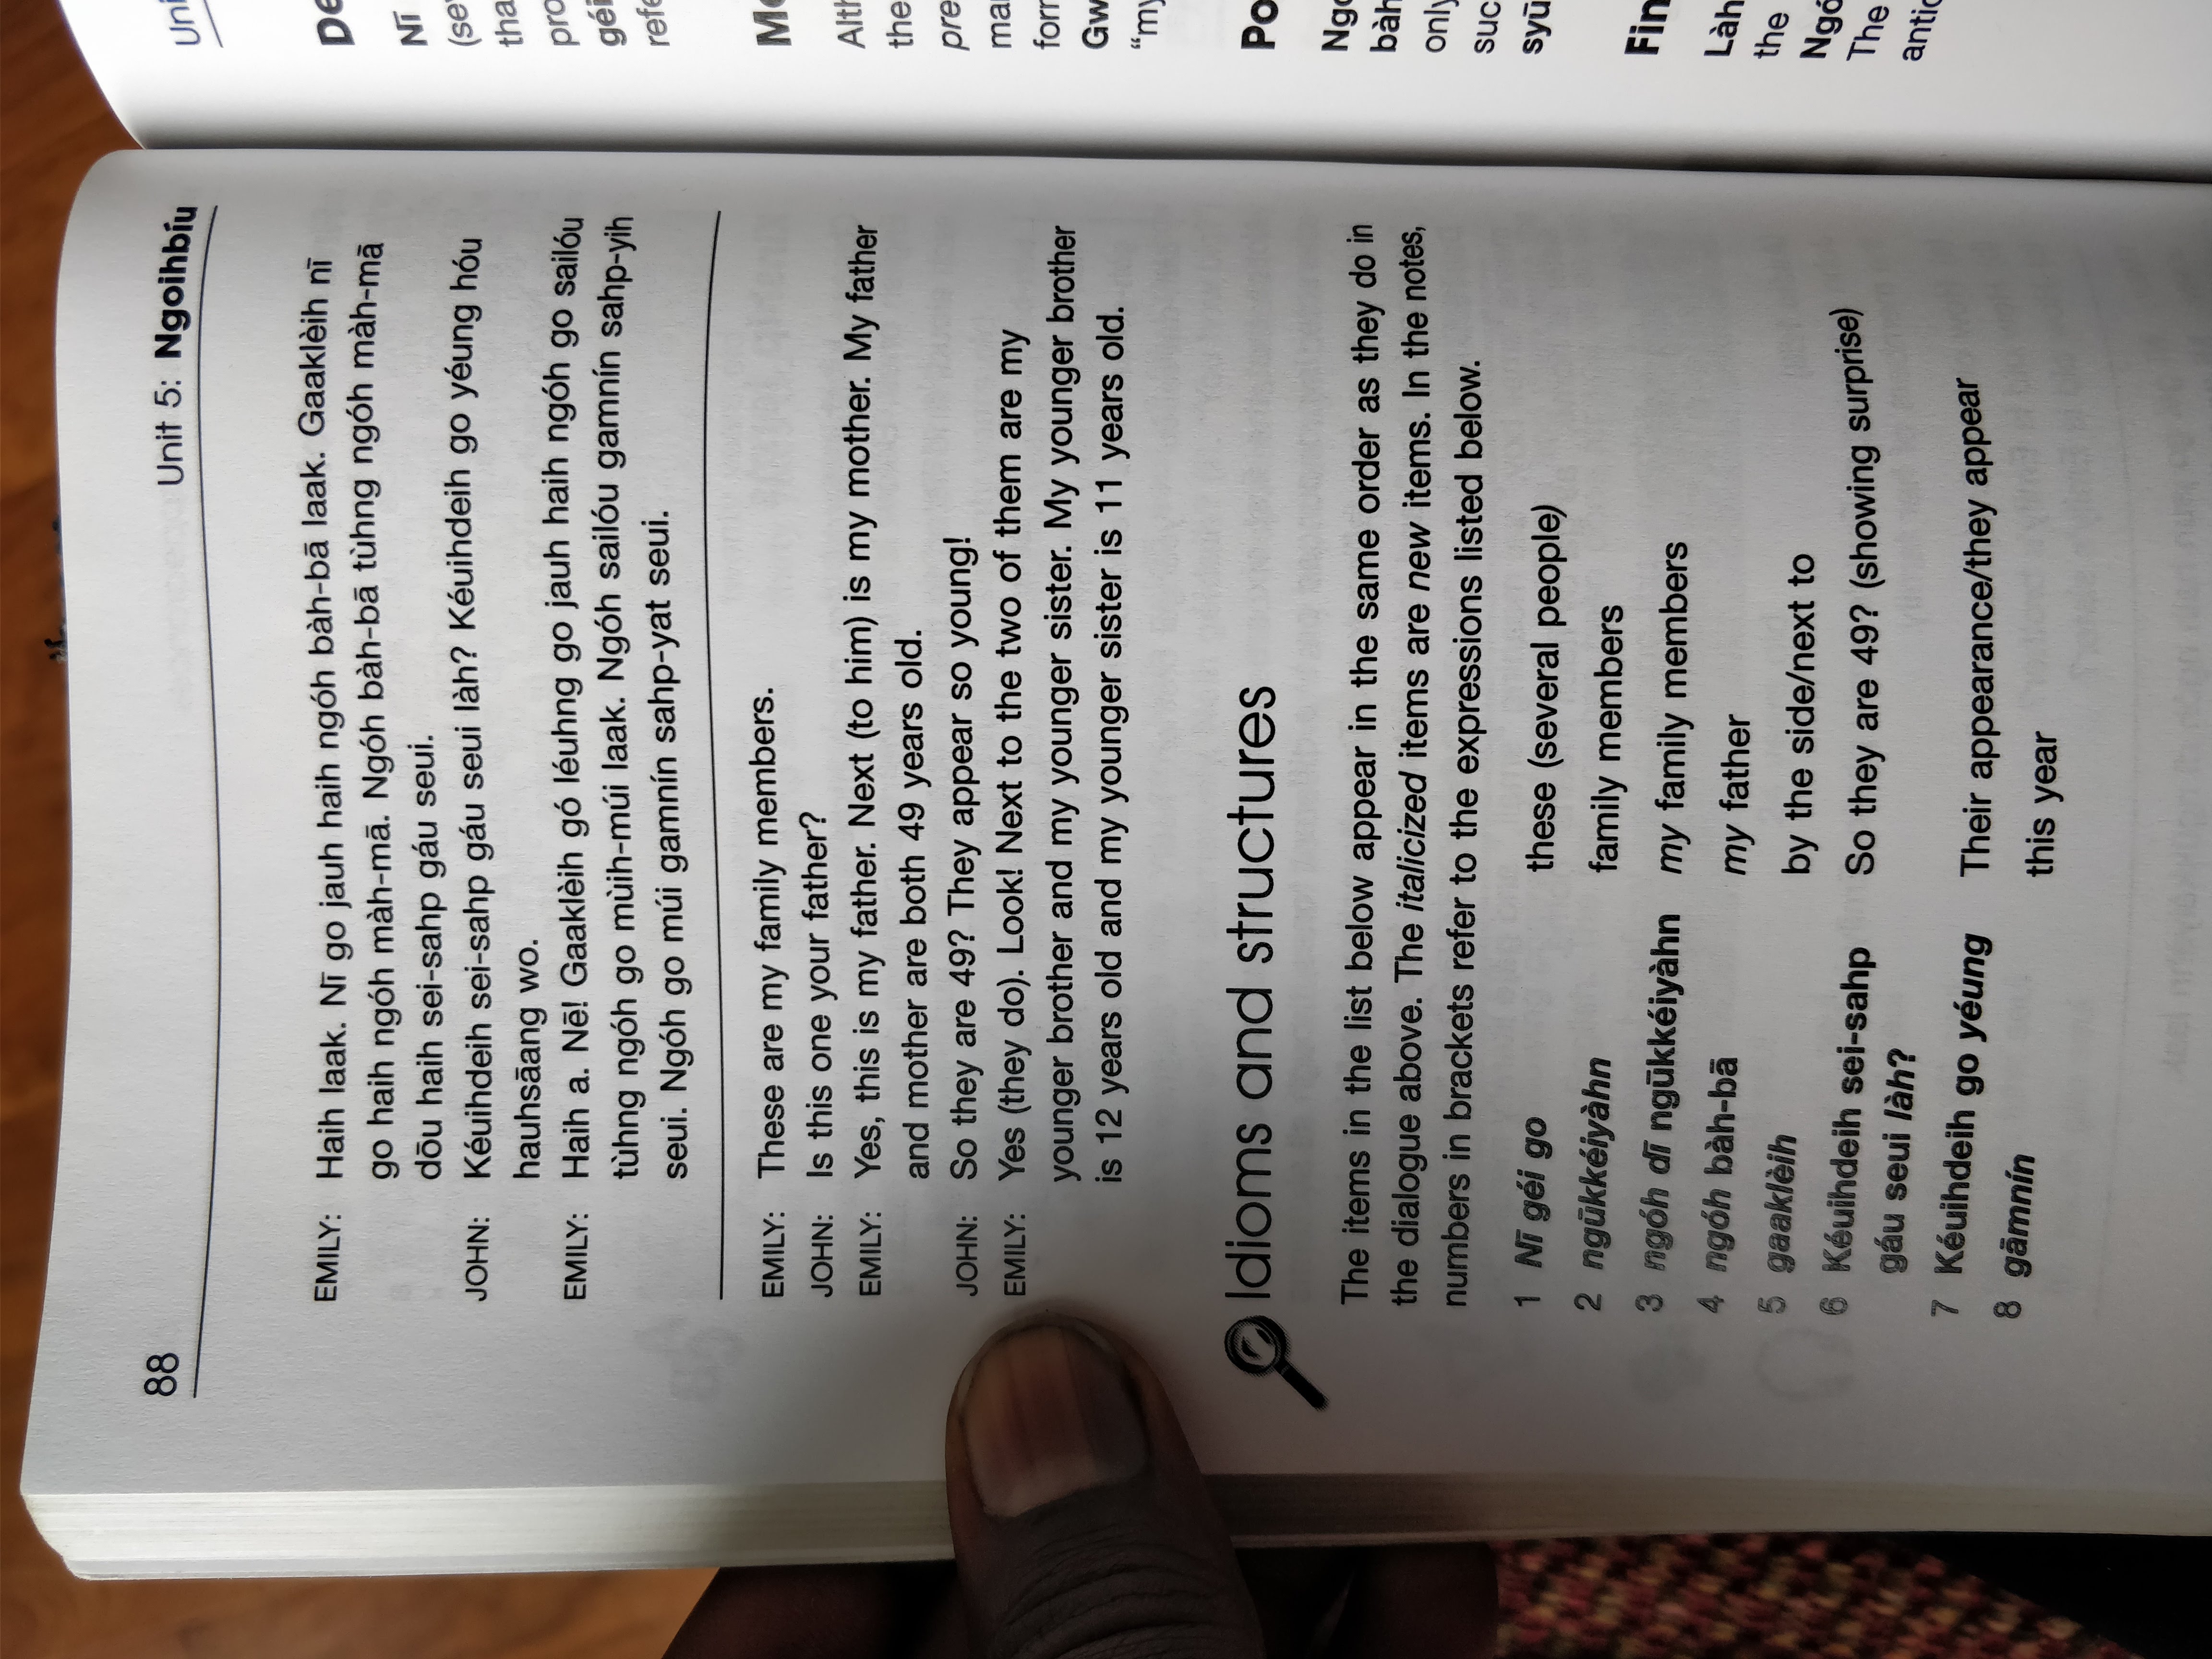 88
Unit 5: Ngoihbíu
EMILY: Haih laak. Nī go jauh haih ngóh bàh-bā laak. Gaaklèih nī
go haih ngóh màh-mā. Ngóh bàh-bā tùhng ngóh màh-mā
dōu haih sei-sahp gáu seui.
JOHN: Kéuihdeih sei-sahp gáu seui làh? Kéuihdeih go yéung hóu
hauhsāang wo.
EMILY: Haih a. Nē! Gaaklèih gó léuhng go jauh haih ngóh go sailóu
tùhng ngóh go mùih-múi laak. Ngóh sailóu gamnín sahp-yih
seui. Ngóh go múi gamnín sahp-yat seui.
EMILY: These are my family members.
JOHN: Is this one your father?
EMILY: Yes, this is my father. Next (to him) is my mother. My father
and mother are both 49 years old.
JOHN: So they are 49? They appear so young!
EMILY: Yes (they do). Look! Next to the two of them are my
younger brother and my younger sister. My younger brother
is 12 years old and my younger sister is 11 years old.
Idioms and structures
The items in the list below appear in the same order as they do in
the dialogue above. The italicized items are new items. In the notes,
numbers in brackets refer to the expressions listed below.
1 Nī géi go these (several people)
2 ngūkkéiyàhn family members
3 ngóh dī ngūkkéiyàhn my family members
4 ngóh bàh-bā my father
5 gaaklèih by the side/next to
6 Kéuihdeih sei-sahp So they are 49? (showing surprise)
gáu seui làh?
7 Kéuihdeih go yéung Their appearance/they appear
8 gāmnín this year
Uni
De
Nī
(se
tha
pro
géi
refe
Me
Alth
the
pre
mar
forr
Gw
“my
Po
Ngo
bàh
only
suc
syū
Fin
Làh
the
Ngó
The
antic